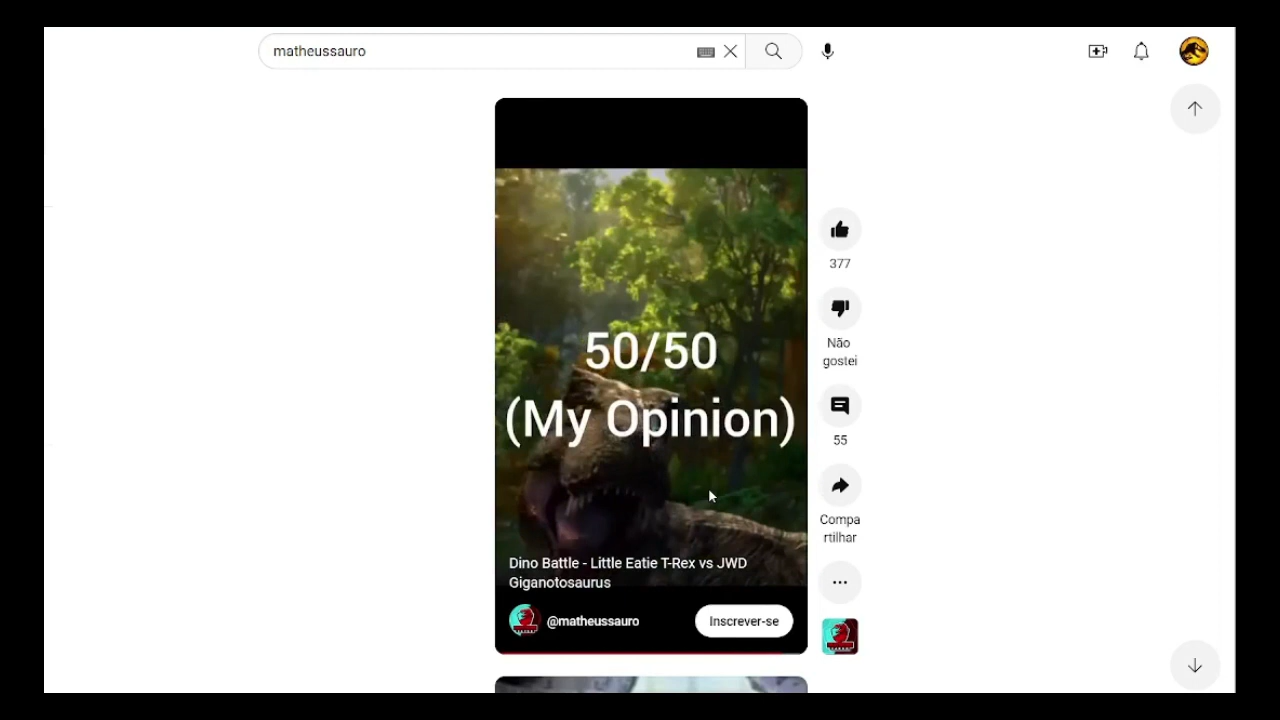 matheussauro
50/50
(My Opinion)
Dino Battle - Little Eatie T-Rex vs JWD
Giganotosaurus
@matheussauro
Inscrever-se
377
Não
gostei
55
Compa
rtilhar